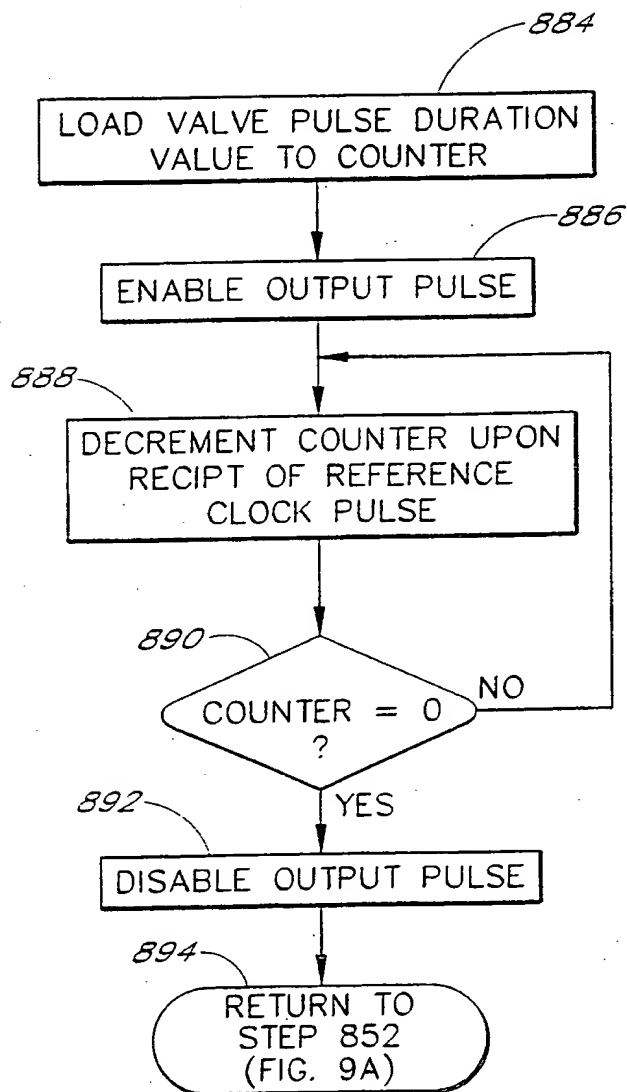 884
LOAD VALVE PULSE DURATION
VALUE TO COUNTER
886
ENABLE OUTPUT PULSE
888
DECREMENT COUNTER UPON
RECIPT OF REFERENCE
CLOCK PULSE
890
COUNTER = 0
?
NO
YES
892
DISABLE OUTPUT PULSE
894
RETURN TO
STEP 852
(FIG. 9A)